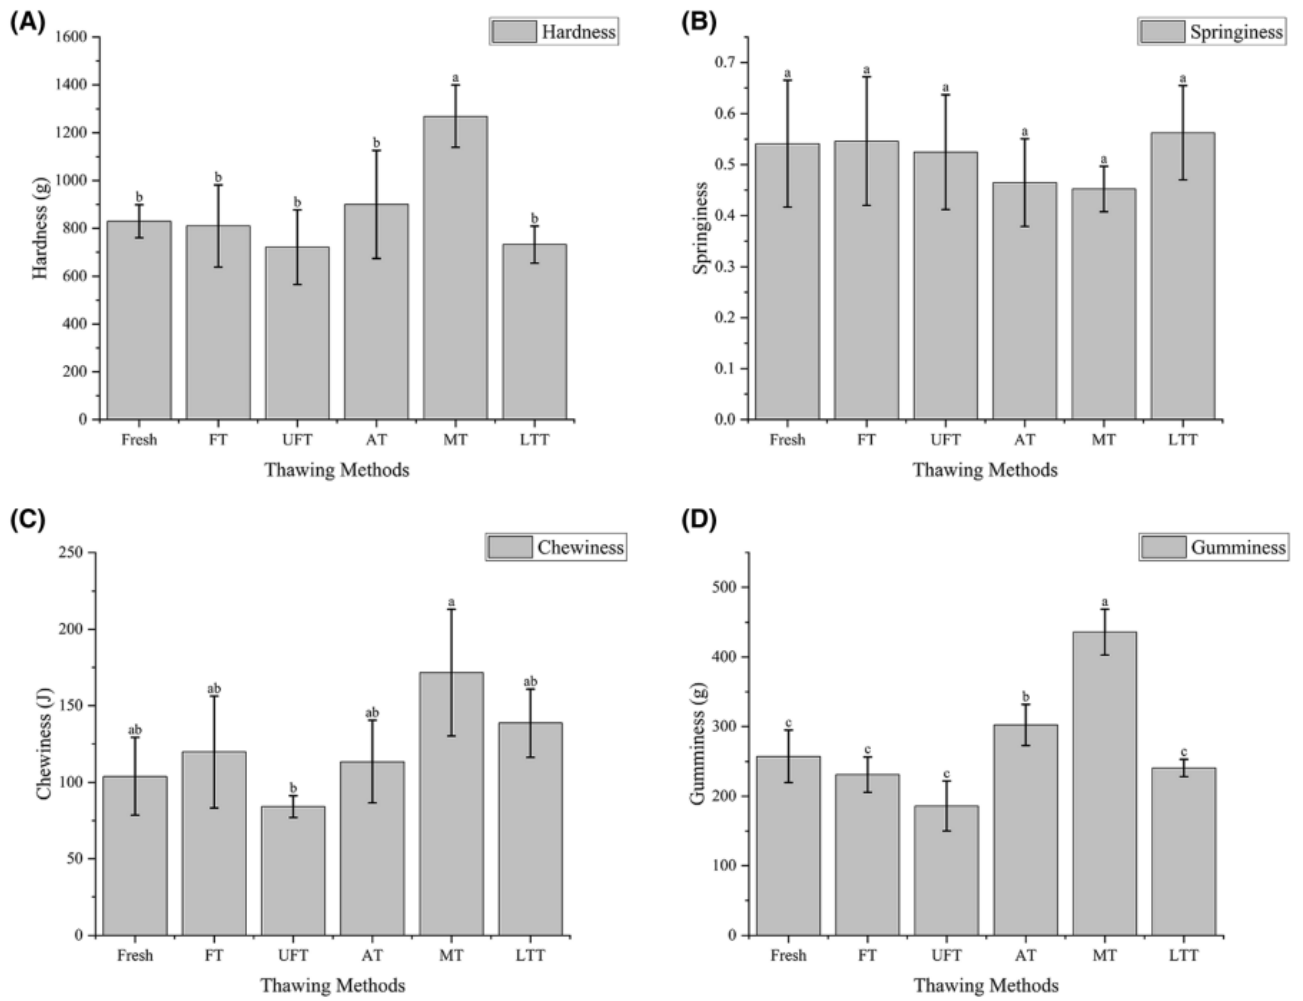 (A)
Hardness
1600
1400
1200
1000
800
600
400
200
0
Hardness (g)
b
b
b
b
a
b
Fresh FT UFT AT MT LTT
Thawing Methods
(B)
Springiness
0.7
0.6
0.5
0.4
0.3
0.2
0.1
0.0
Springiness
a
a
a
a
a
a
Fresh FT UFT AT MT LTT
Thawing Methods
(C)
Chewiness
250
200
150
100
50
0
Chewiness (J)
ab
ab
b
ab
a
ab
Fresh FT UFT AT MT LTT
Thawing Methods
(D)
Gumminess
500
400
300
200
100
0
Gumminess (g)
c
c
c
b
a
c
Fresh FT UFT AT MT LTT
Thawing Methods